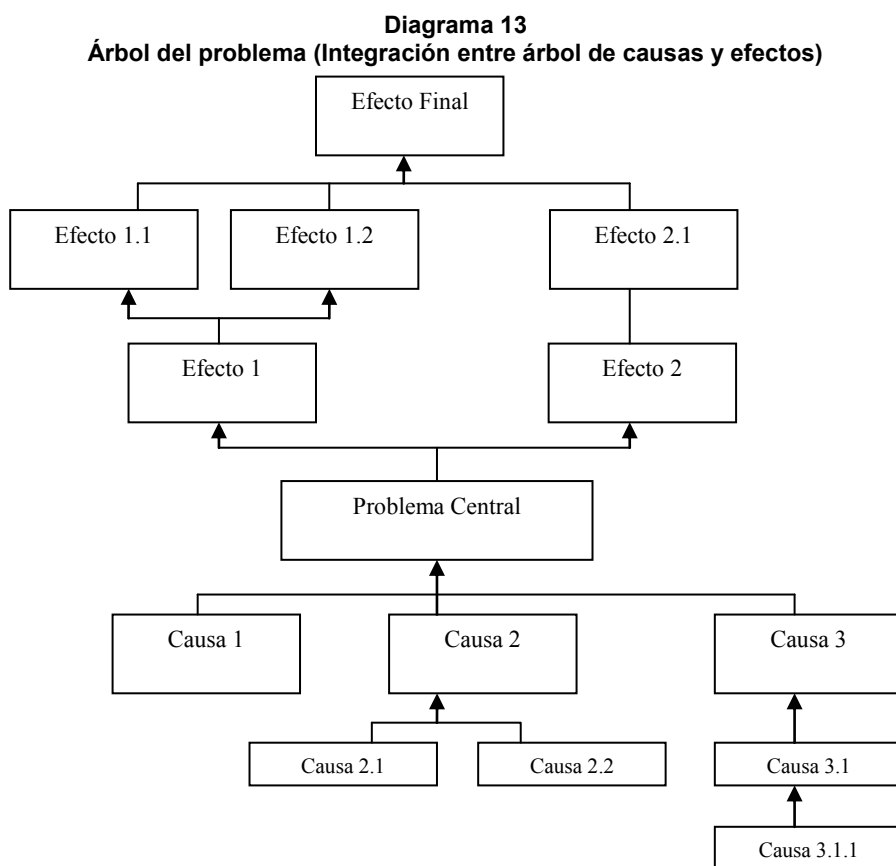 Diagrama 13
Árbol del problema (Integración entre árbol de causas y efectos)
Efecto Final
Efecto 1.1
Efecto 1.2
Efecto 2.1
Efecto 1
Efecto 2
Problema Central
Causa 1
Causa 2
Causa 3
Causa 2.1
Causa 2.2
Causa 3.1
Causa 3.1.1